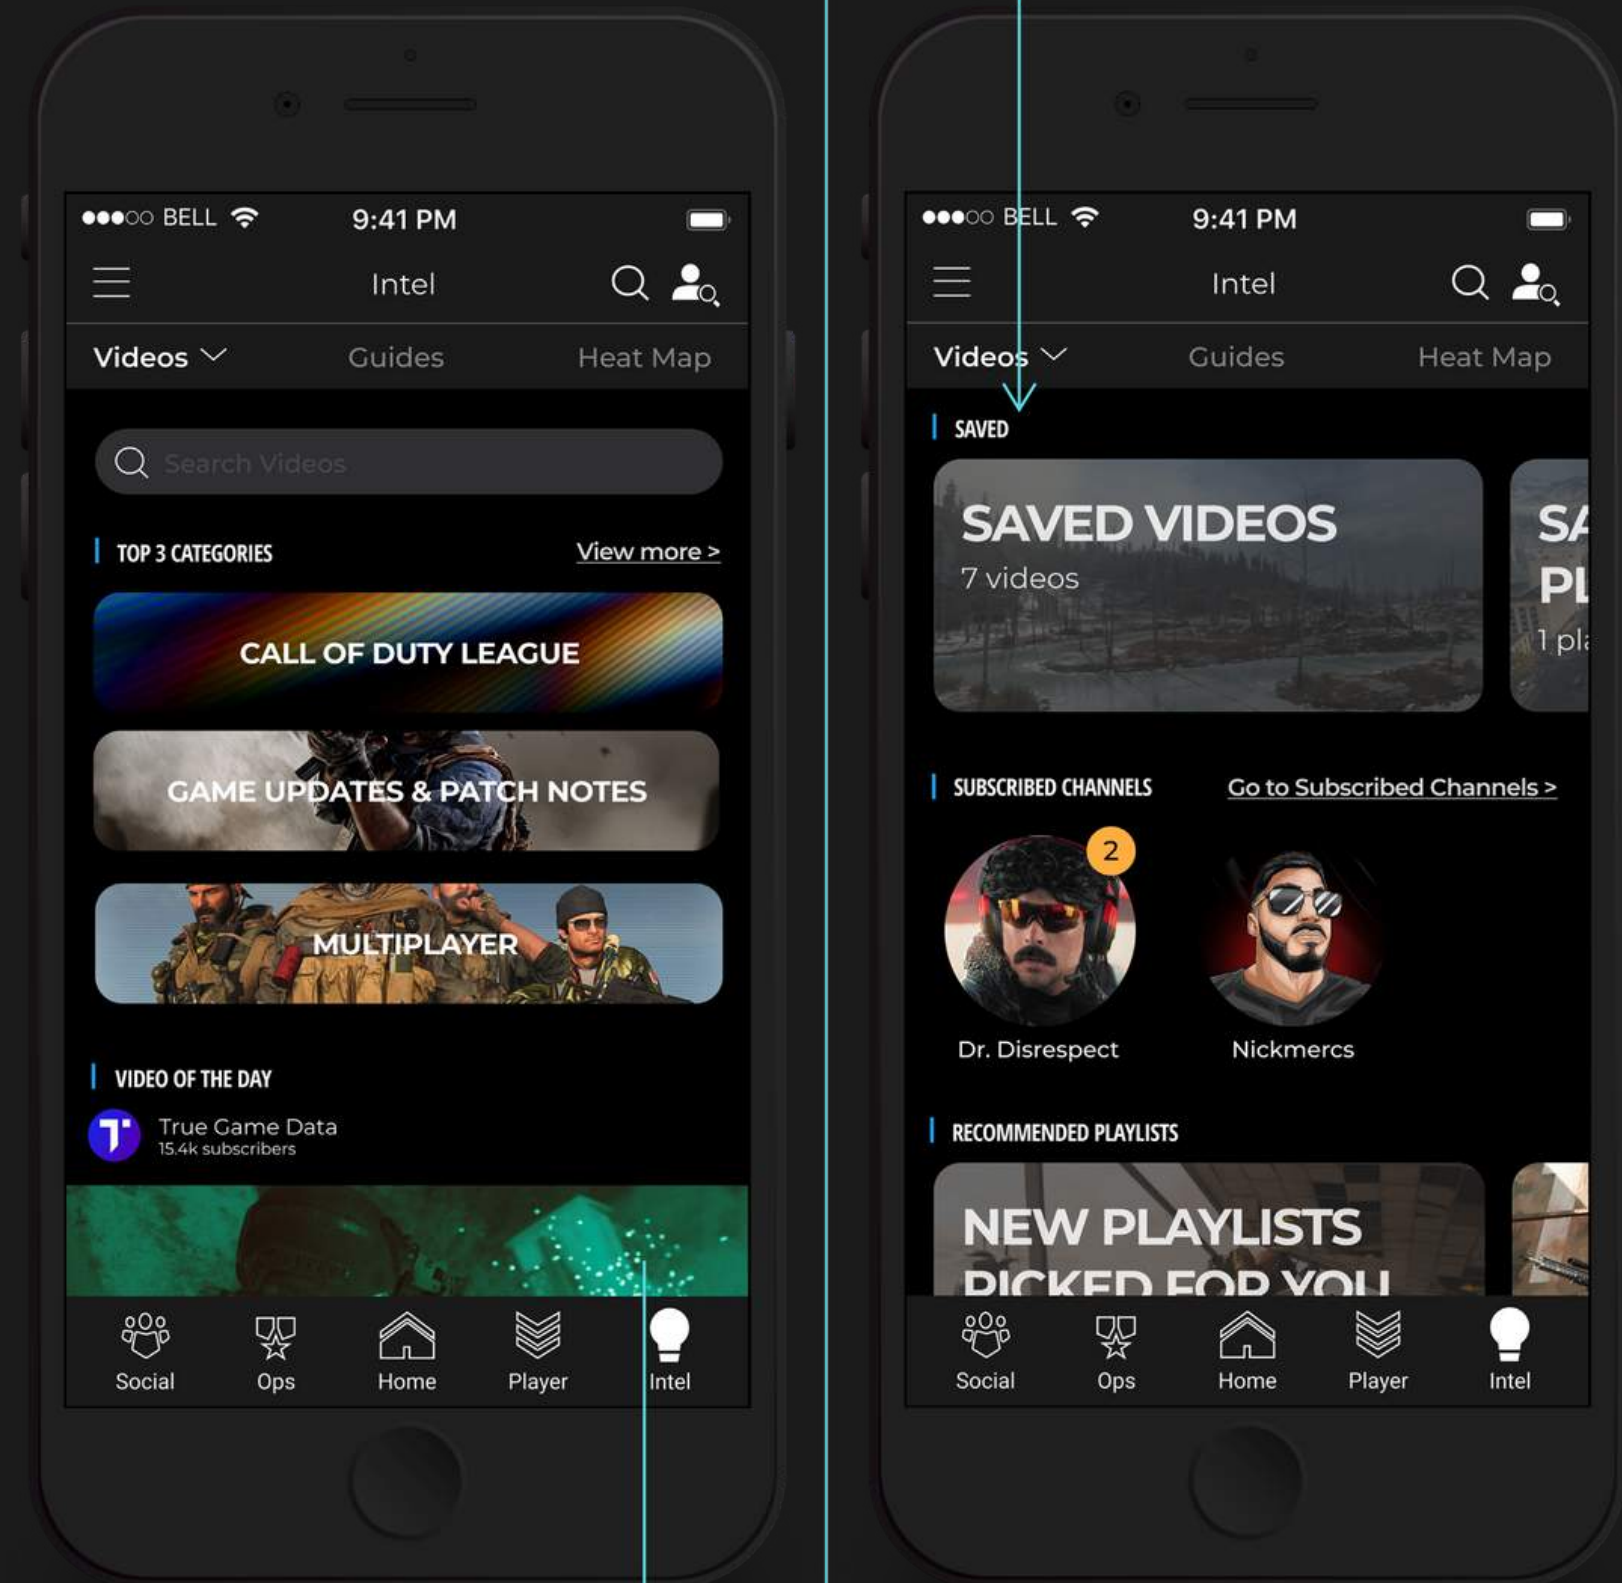 BELL
9:41 PM
Intel
Videos
Guides
Heat Map
Search Videos
TOP 3 CATEGORIES
View more >
CALL OF DUTY LEAGUE
GAME UPDATES & PATCH NOTES
MULTIPLAYER
VIDEO OF THE DAY
True Game Data
15.4k subscribers
Social
Ops
Home
Player
Intel
BELL
9:41 PM
Intel
Videos
Guides
Heat Map
SAVED
SAVED VIDEOS
7 videos
SUBSCRIBED CHANNELS
Go to Subscribed Channels >
2
Dr. Disrespect
Nickmercs
RECOMMENDED PLAYLISTS
NEW PLAYLISTS
PICKED FOR YOU
Social
Ops
Home
Player
Intel